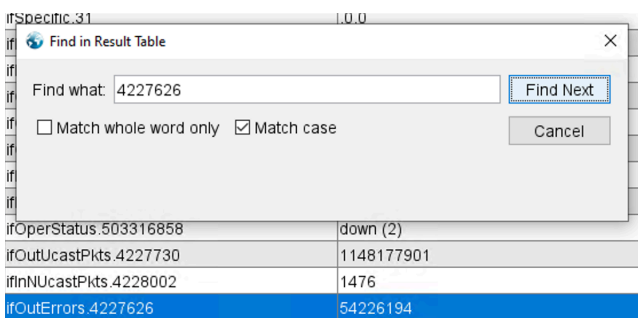 ifSpecific.31 .0.0
Find in Result Table
Find what: 4227626 Find Next
Match whole word only Match case Cancel
ifOperStatus.503316858 down (2)
ifOutUcastPkts.4227730 1148177901
ifInNUcastPkts.4228002 1476
ifOutErrors.4227626 54226194